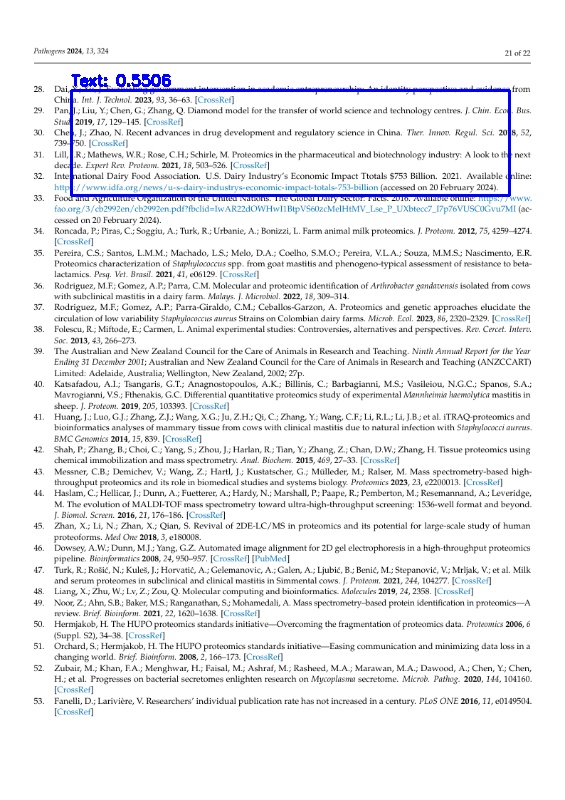 Pathogens 2024, 13, 324
21 of 22
Text: 0.5506
28. Dai, government intervention in academic entrepreneurship: An identity perspective and evidence from
China. Int. J. Technol. 2023, 93, 36–63. [CrossRef]
29. Pan, J.; Liu, Y.; Chen, G.; Zhang, Q. Diamond model for the transfer of world science and technology centres. J. Chin. Econ. Bus.
Stud. 2019, 17, 129–145. [CrossRef]
30. Chen, J.; Zhao, N. Recent advances in drug development and regulatory science in China. Ther. Innov. Regul. Sci. 2018, 52,
739–750. [CrossRef]
31. Lill, J.R.; Mathews, W.R.; Rose, C.H.; Schirle, M. Proteomics in the pharmaceutical and biotechnology industry: A look to the next
decade. Expert Rev. Proteom. 2021, 18, 503–526. [CrossRef]
32. International Dairy Food Association. U.S. Dairy Industry's Economic Impact Ttotals $753 Billion. 2021. Available online:
https://www.idfa.org/news/u-s-dairy-industrys-economic-impact-totals-753-billion (accessed on 20 February 2024).
33. Food and Agriculture Organization of the United Nations. The Global Dairy Sector: Facts. 2016. Available online: https://www.
fao.org/3/cb2992en/cb2992en.pdf?fbclid=IwAR22dOWHwI1BtpVS60zcMeIHtMV_Lse_P_UXbtecc7_I7p76VUSC0Gvu7MI (ac-
cessed on 20 February 2024).
34. Roncada, P.; Piras, C.; Soggiu, A.; Turk, R.; Urbanie, A.; Bonizzi, L. Farm animal milk proteomics. J. Proteom. 2012, 75, 4259–4274.
[CrossRef]
35. Pereira, C.S.; Santos, L.M.M.; Machado, L.S.; Melo, D.A.; Coelho, S.M.O.; Pereira, V.L.A.; Souza, M.M.S.; Nascimento, E.R.
Proteomics characterization of Staphylococcus spp. from goat mastitis and phenogeno-typical assessment of resistance to beta-
lactamics. Pesq. Vet. Brasil. 2021, 41, e06129. [CrossRef]
36. Rodriguez, M.F.; Gomez, A.P.; Parra, C.M. Molecular and proteomic identification of Arthrobacter gandavensis isolated from cows
with subclinical mastitis in a dairy farm. Malays. J. Microbiol. 2022, 18, 309–314.
37. Rodriguez, M.F.; Gomez, A.P.; Parra-Giraldo, C.M.; Ceballos-Garzon, A. Proteomics and genetic approaches elucidate the
circulation of low variability Staphylococcus aureus Strains on Colombian dairy farms. Microb. Ecol. 2023, 86, 2320–2329. [CrossRef]
38. Folescu, R.; Miftode, E.; Carmen, L. Animal experimental studies: Controversies, alternatives and perspectives. Rev. Cercet. Interv.
Soc. 2013, 43, 266–273.
39. The Australian and New Zealand Council for the Care of Animals in Research and Teaching. Ninth Annual Report for the Year
Ending 31 December 2001; Australian and New Zealand Council for the Care of Animals in Research and Teaching (ANZCCART)
Limited: Adelaide, Australia; Wellington, New Zealand, 2002; 27p.
40. Katsafadou, A.I.; Tsangaris, G.T.; Anagnostopoulos, A.K.; Billinis, C.; Barbagianni, M.S.; Vasileiou, N.G.C.; Spanos, S.A.;
Mavrogianni, V.S.; Fthenakis, G.C. Differential quantitative proteomics study of experimental Mannheimia haemolytica mastitis in
sheep. J. Proteom. 2019, 205, 103393. [CrossRef]
41. Huang, J.; Luo, G.J.; Zhang, Z.J.; Wang, X.G.; Ju, Z.H.; Qi, C.; Zhang, Y.; Wang, C.F.; Li, R.L.; Li, J.B.; et al. iTRAQ-proteomics and
bioinformatics analyses of mammary tissue from cows with clinical mastitis due to natural infection with Staphylococci aureus.
BMC Genomics 2014, 15, 839. [CrossRef]
42. Shah, P.; Zhang, B.; Choi, C.; Yang, S.; Zhou, J.; Harlan, R.; Tian, Y.; Zhang, Z.; Chan, D.W.; Zhang, H. Tissue proteomics using
chemical immobilization and mass spectrometry. Anal. Biochem. 2015, 469, 27–33. [CrossRef]
43. Messner, C.B.; Demichev, V.; Wang, Z.; Hartl, J.; Kustatscher, G.; Mülleder, M.; Ralser, M. Mass spectrometry-based high-
throughput proteomics and its role in biomedical studies and systems biology. Proteomics 2023, 23, e2200013. [CrossRef]
44. Haslam, C.; Hellicar, J.; Dunn, A.; Fuetterer, A.; Hardy, N.; Marshall, P.; Paape, R.; Pemberton, M.; Resemannand, A.; Leveridge,
M. The evolution of MALDI-TOF mass spectrometry toward ultra-high-throughput screening: 1536-well format and beyond.
J. Biomol. Screen. 2016, 21, 176–186. [CrossRef]
45. Zhan, X.; Li, N.; Zhan, X.; Qian, S. Revival of 2DE-LC/MS in proteomics and its potential for large-scale study of human
proteoforms. Med One 2018, 3, e180008.
46. Dowsey, A.W.; Dunn, M.J.; Yang, G.Z. Automated image alignment for 2D gel electrophoresis in a high-throughput proteomics
pipeline. Bioinformatics 2008, 24, 950–957. [CrossRef] [PubMed]
47. Turk, R.; Rošić, N.; Kuleš, J.; Horvatić, A.; Gelemanovic, A.; Galen, A.; Ljubić, B.; Benić, M.; Stepanović, V.; Mrljak, V.; et al. Milk
and serum proteomes in subclinical and clinical mastitis in Simmental cows. J. Proteom. 2021, 244, 104277. [CrossRef]
48. Liangg, X.; Zhu, W.; Lv, Z.; Zou, Q. Molecular computing and bioinformatics. Molecules 2019, 24, 2358. [CrossRef]
49. Noor, Z.; Ahn, S.B.; Baker, M.S.; Ranganathan, S.; Mohamedali, A. Mass spectrometry–based protein identification in proteomics—A
review. Brief. Bioinform. 2021, 22, 1620–1638. [CrossRef]
50. Hermjakob, H. The HUPO proteomics standards initiative—Overcoming the fragmentation of proteomics data. Proteomics 2006, 6
(Suppl. S2), 34–38. [CrossRef]
51. Orchard, S.; Hermjakob, H. The HUPO proteomics standards initiative—Easing communication and minimizing data loss in a
changing world. Brief. Bioinform. 2008, 2, 166–173. [CrossRef]
52. Zubair, M.; Khan, F.A.; Menghwar, H.; Faisal, M.; Ashraf, M.; Rasheed, M.A.; Marawan, M.A.; Dawood, A.; Chen, Y.; Chen,
H.; et al. Progresses on bacterial secretomes enlighten research on Mycoplasma secretome. Microb. Pathog. 2020, 144, 104160.
[CrossRef]
53. Fanelli, D.; Larivière, V. Researchers' individual publication rate has not increased in a century. PLoS ONE 2016, 11, e0149504.
[CrossRef]